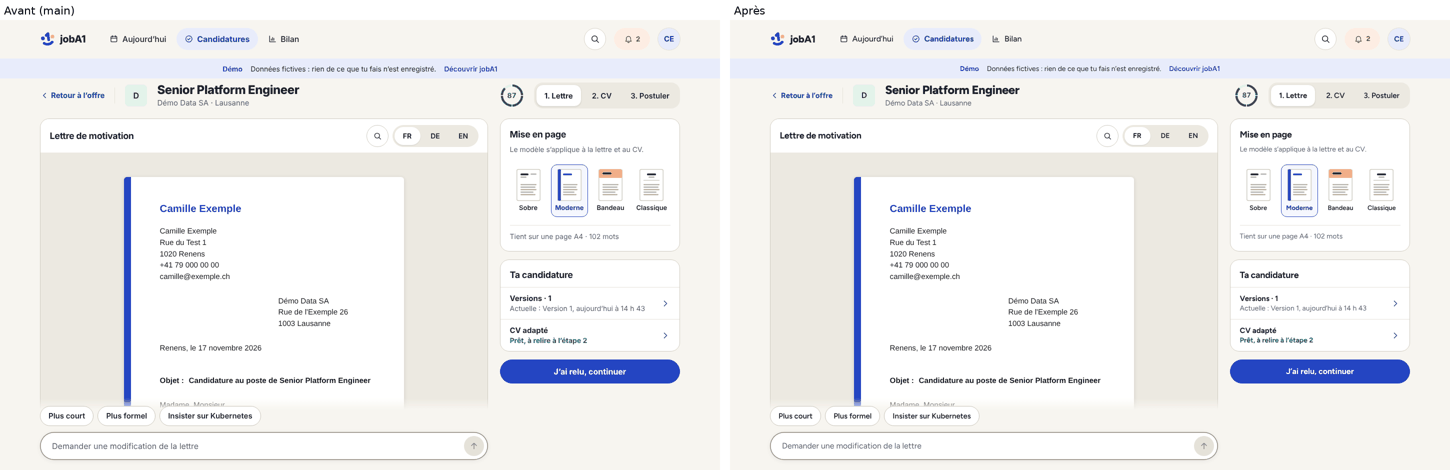 Avant (main)
jobA1
Aujourd'hui
Candidatures
Bilan
2
CE
Démo Données fictives : rien de ce que tu fais n'est enregistré. Découvrir jobA1
Retour à l'offre
D
Senior Platform Engineer
Démo Data SA · Lausanne
87
1. Lettre
2. CV
3. Postuler
Lettre de motivation
FR
DE
EN
Camille Exemple
Camille Exemple
Rue du Test 1
1020 Renens
+41 79 000 00 00
camille@exemple.ch
Démo Data SA
Rue de l'Exemple 26
1003 Lausanne
Renens, le 17 novembre 2026
Objet : Candidature au poste de Senior Platform Engineer
Madame, Monsieur
Plus court
Plus formel
Insister sur Kubernetes
Demander une modification de la lettre
Mise en page
Le modèle s'applique à la lettre et au CV.
Sobre
Moderne
Bandeau
Classique
Tient sur une page A4 · 102 mots
Ta candidature
Versions · 1
Actuelle : Version 1, aujourd'hui à 14 h 43
CV adapté
Prêt, à relire à l'étape 2
J'ai relu, continuer
Après
jobA1
Aujourd'hui
Candidatures
Bilan
2
CE
Démo Données fictives : rien de ce que tu fais n'est enregistré. Découvrir jobA1
Retour à l'offre
D
Senior Platform Engineer
Démo Data SA · Lausanne
87
1. Lettre
2. CV
3. Postuler
Lettre de motivation
FR
DE
EN
Camille Exemple
Camille Exemple
Rue du Test 1
1020 Renens
+41 79 000 00 00
camille@exemple.ch
Démo Data SA
Rue de l'Exemple 26
1003 Lausanne
Renens, le 17 novembre 2026
Objet : Candidature au poste de Senior Platform Engineer
Madame, Monsieur
Plus court
Plus formel
Insister sur Kubernetes
Demander une modification de la lettre
Mise en page
Le modèle s'applique à la lettre et au CV.
Sobre
Moderne
Bandeau
Classique
Tient sur une page A4 · 102 mots
Ta candidature
Versions · 1
Actuelle : Version 1, aujourd'hui à 14 h 43
CV adapté
Prêt, à relire à l'étape 2
J'ai relu, continuer